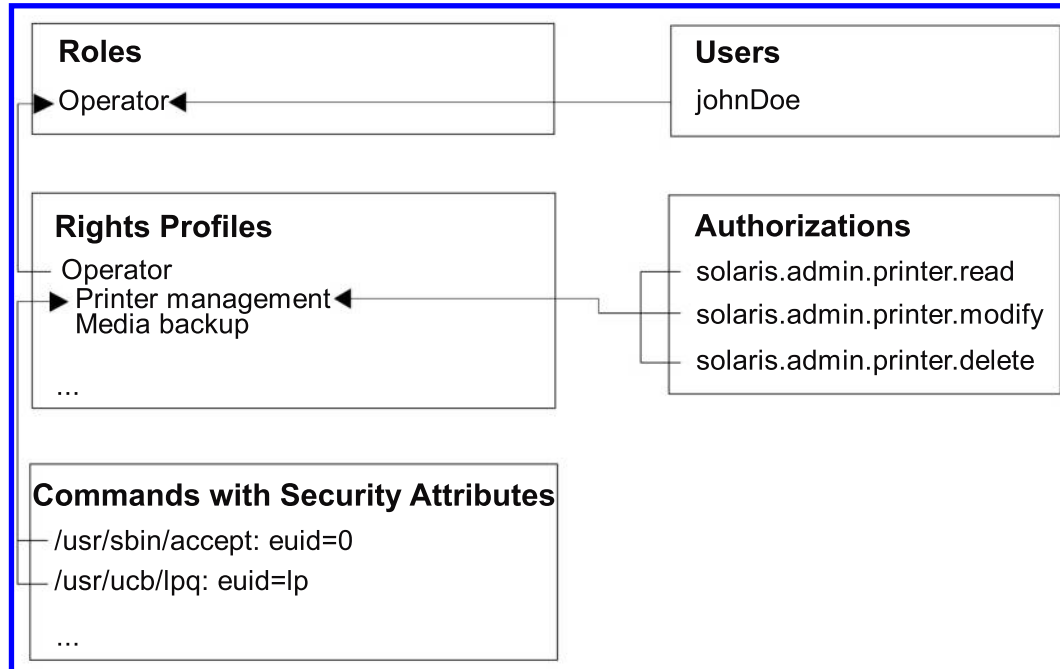 Roles
Operator
Users
johnDoe
Rights Profiles
Operator
Printer management
Media backup
...
Authorizations
solaris.admin.printer.read
solaris.admin.printer.modify
solaris.admin.printer.delete
Commands with Security Attributes
/usr/sbin/accept: euid=0
/usr/ucb/lpq: euid=lp
...